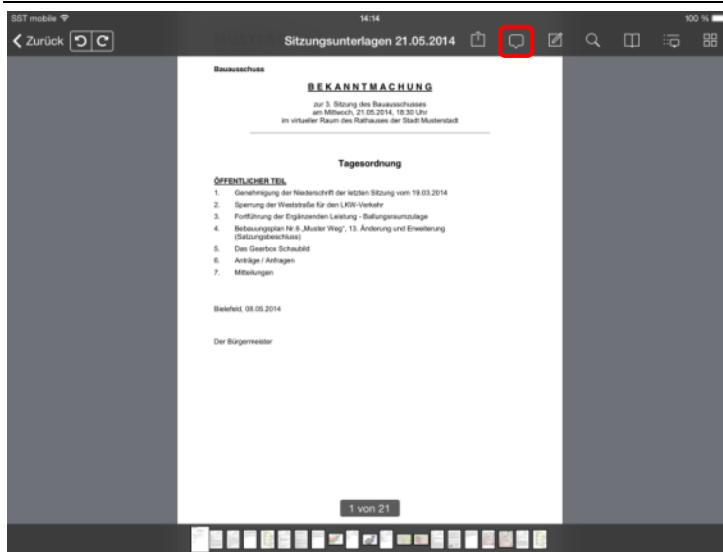 SST mobile 14:14 100 %
Zurück Sitzungsunterlagen 21.05.2014
Bauausschuss
BEKANNTMACHUNG
zur 3. Sitzung des Bauausschusses
am Mittwoch, 21.05.2014, 18:30 Uhr
im virtueller Raum des Rathauses der Stadt Musterstadt
Tagesordnung
ÖFFENTLICHER TEIL
1. Genehmigung der Niederschrift der letzten Sitzung vom 19.03.2014
2. Sperrung der Weststraße für den LKW-Verkehr
3. Fortführung der Ergänzenden Leistung - Ballungsraumzulage
4. Bebauungsplan Nr.6 „Muster Weg", 13. Änderung und Erweiterung
(Satzungsbeschluss)
5. Das Gearbox Schaubild
6. Anträge / Anfragen
7. Mitteilungen
Bielefeld, 08.05.2014
Der Bürgermeister
1 von 21